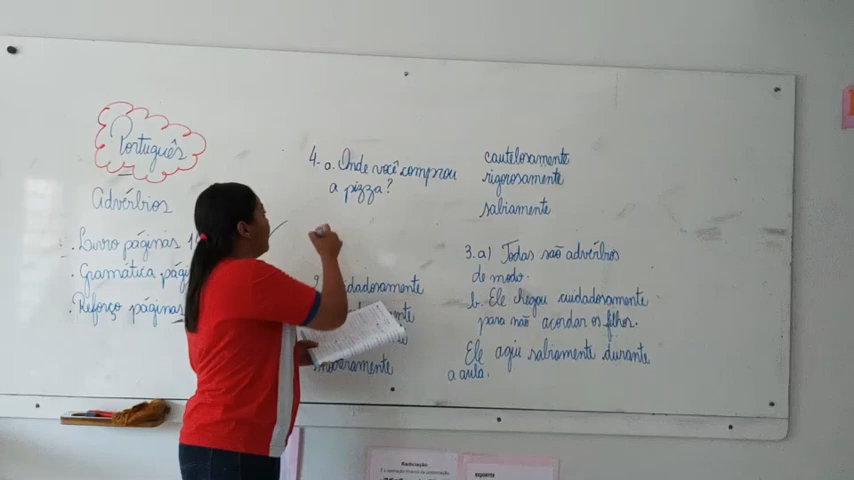 Português
Advérbios
. Livro páginas
. Gramática
. Reforço páginas
4. a. Onde você comprou
a pizza?
cautelosamente
rigorosamente
sabiamente
3. a) Todas são advérbios
de modo.
b. Ele chegou cuidadosamente
para não acordar os filhos.
Ele agiu sabiamente durante
a aula.